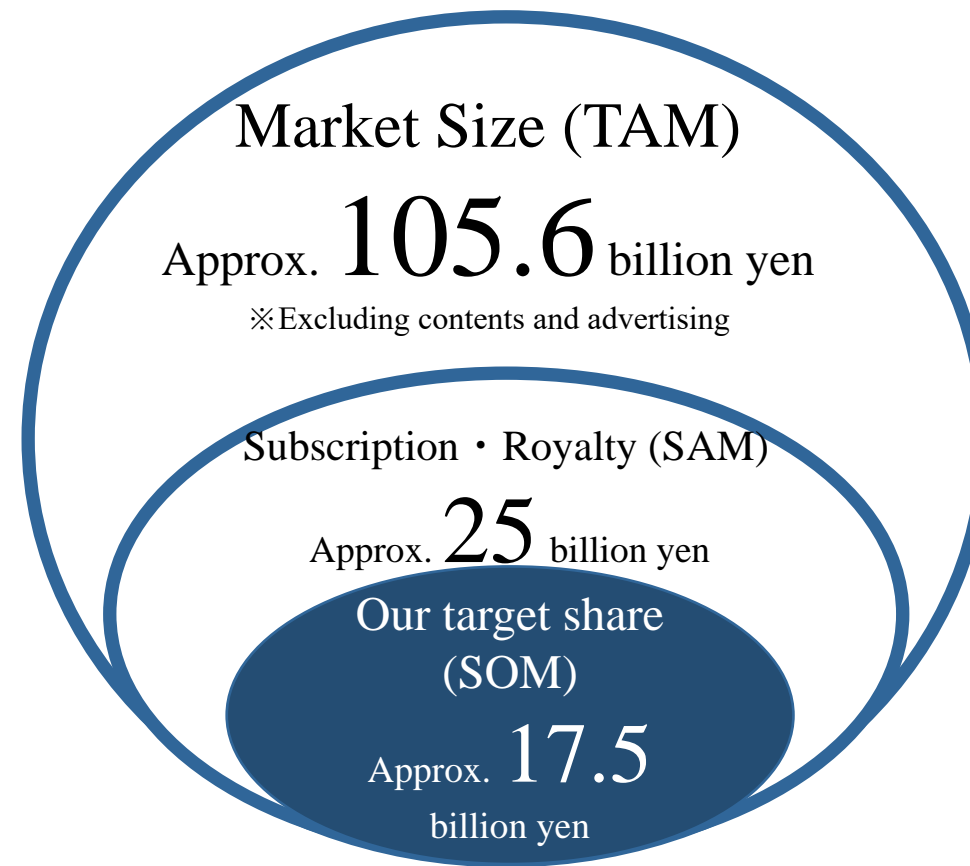 Market Size (TAM)
Approx. 105.6 billion yen
※Excluding contents and advertising
Subscription・Royalty (SAM)
Approx. 25 billion yen
Our target share
(SOM)
Approx. 17.5
billion yen